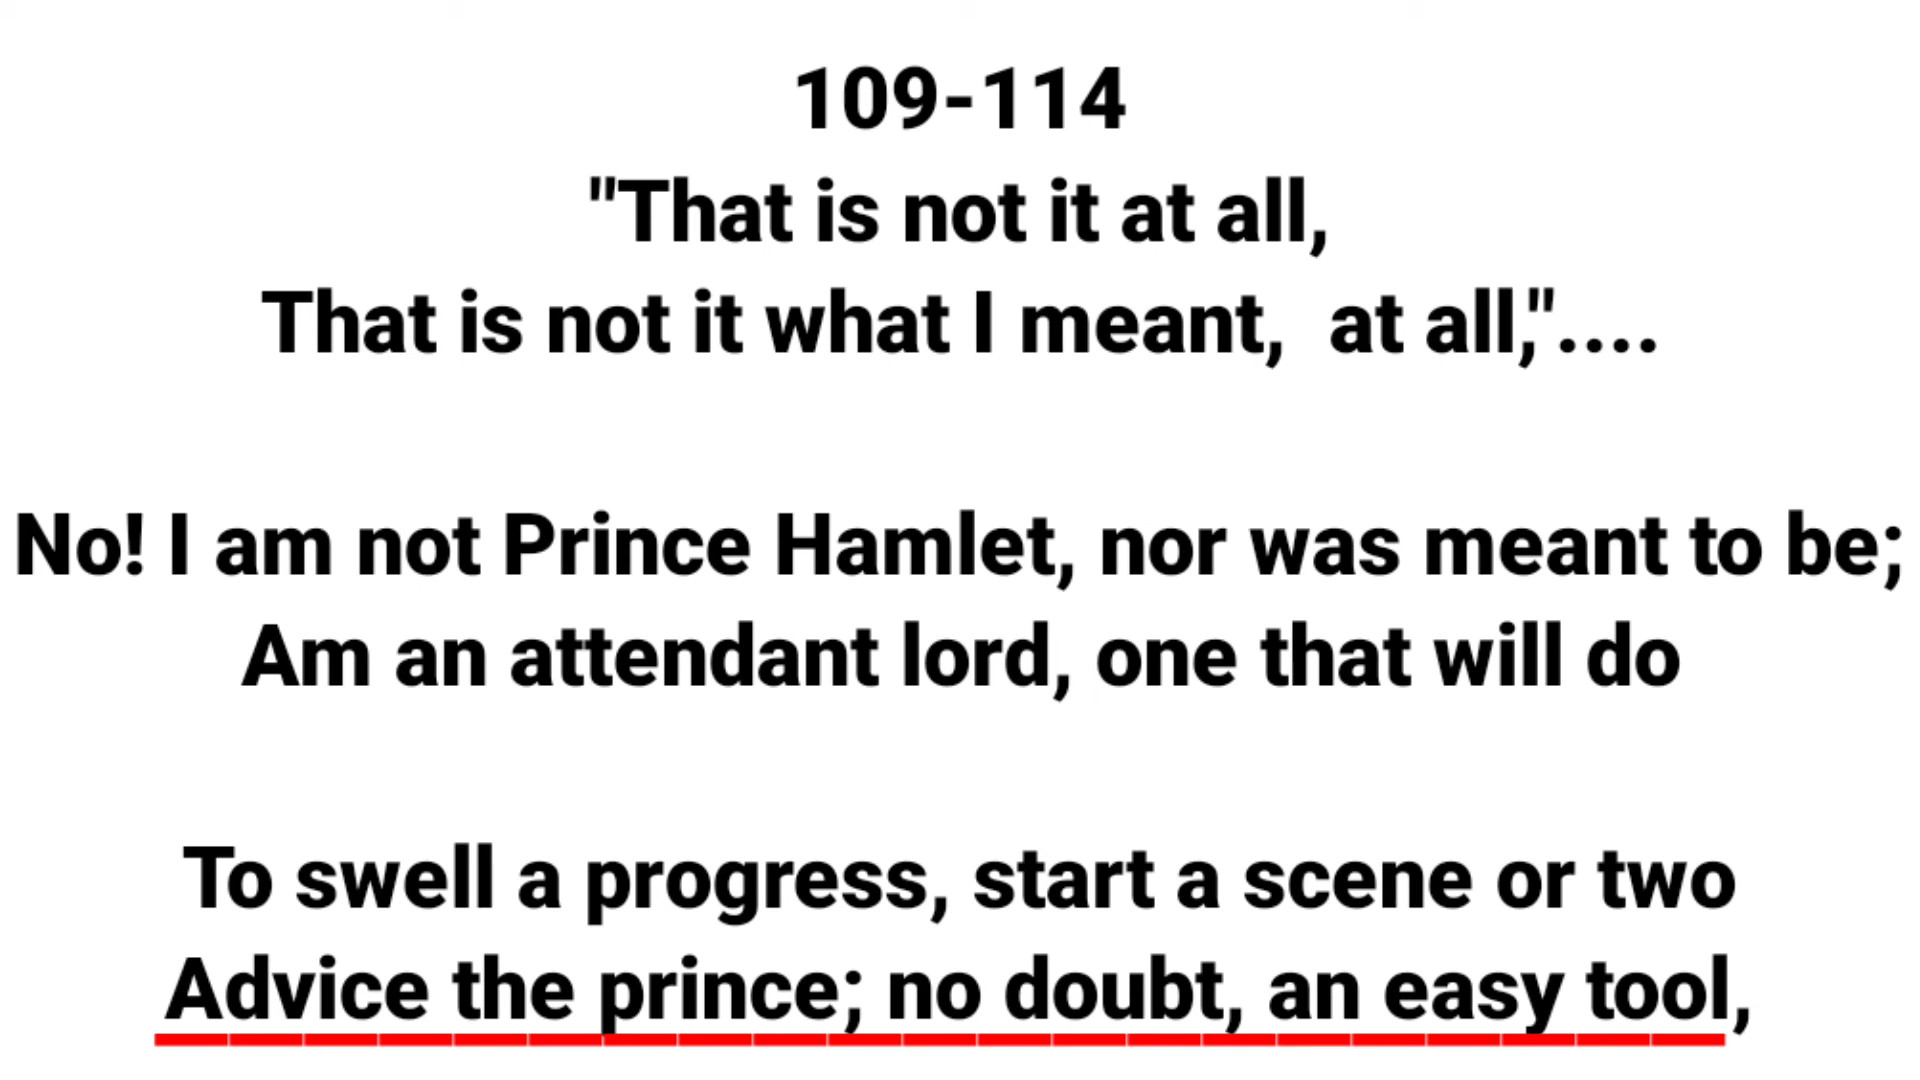 109-114
"That is not it at all,
That is not it what I meant,  at all,"....
No! I am not Prince Hamlet, nor was meant to be;
Am an attendant lord, one that will do
To swell a progress, start a scene or two
Advice the prince; no doubt, an easy tool,